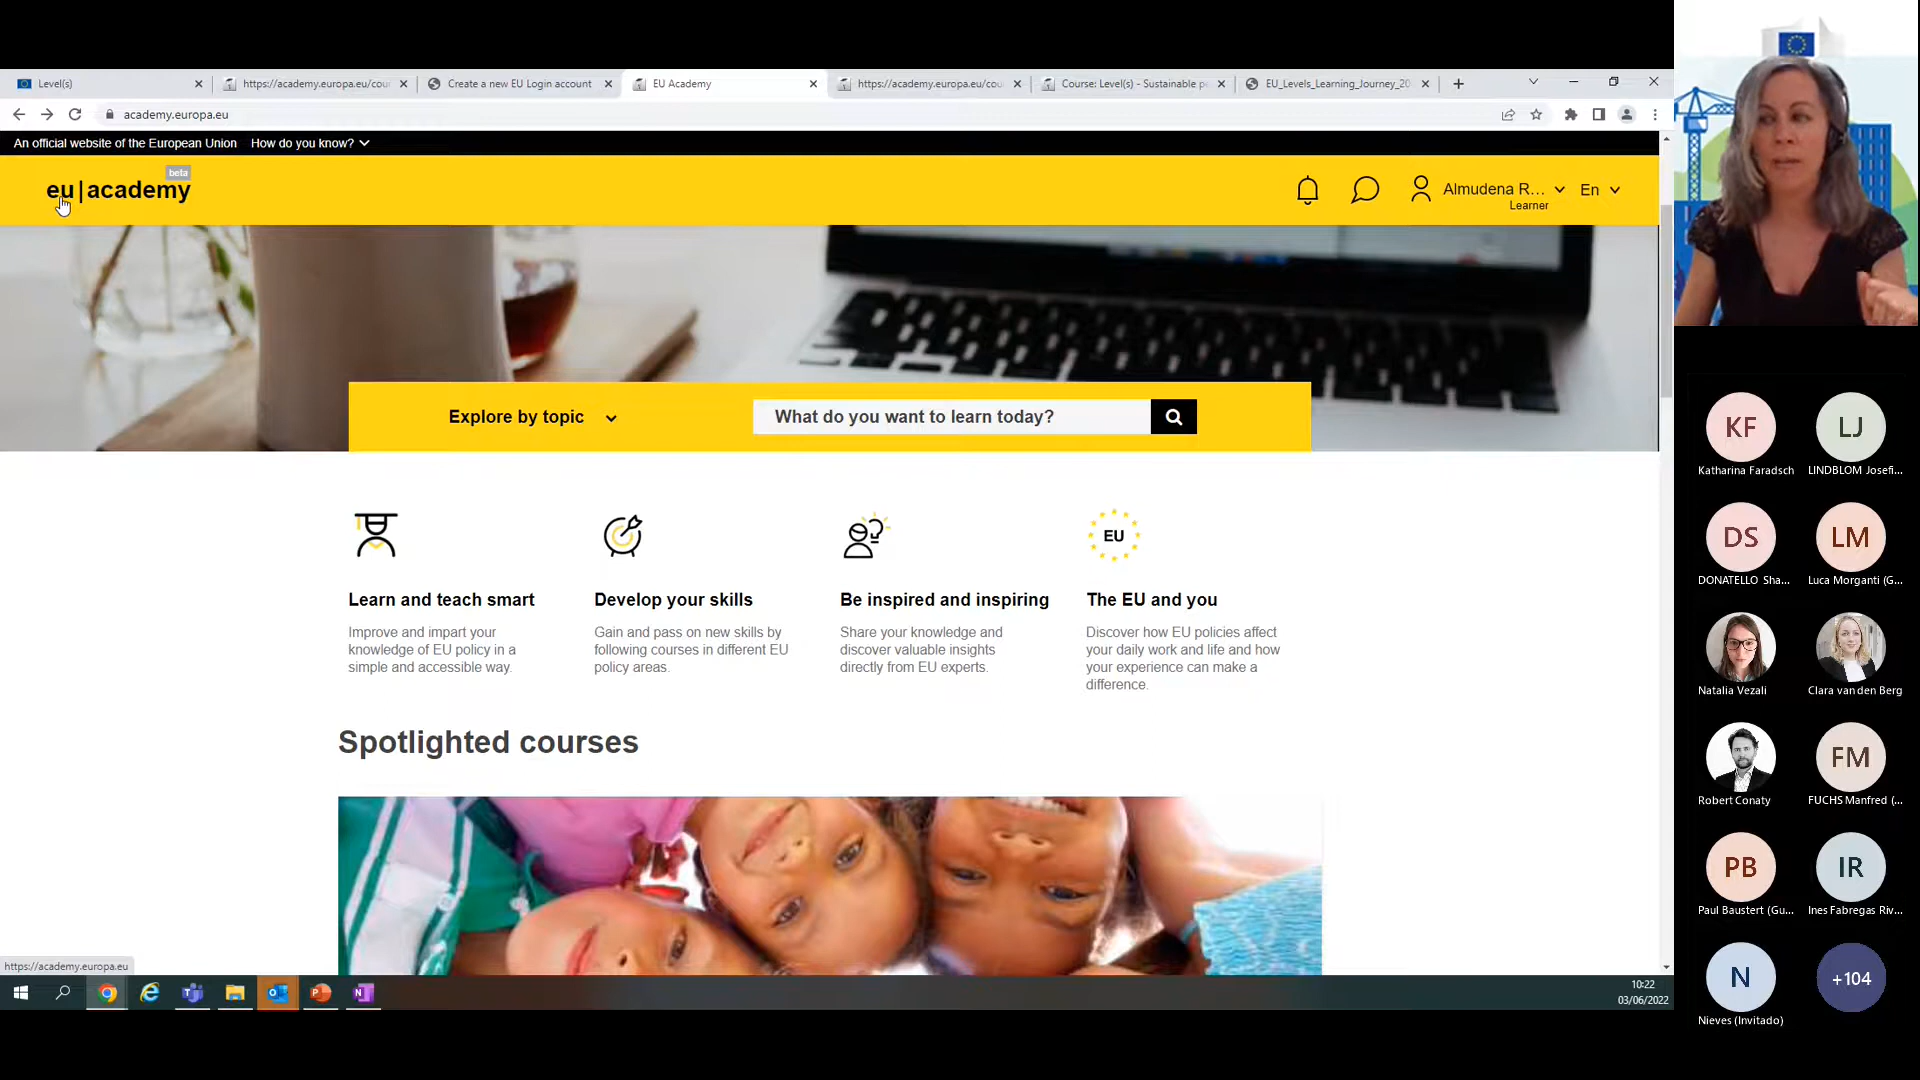 Level(s)
https://academy.europa.eu/cour
Create a new EU Login account
EU Academy
https://academy.europa.eu/cou
Course: Level(s) - Sustainable pe
EU_Levels_Learning_Journey_20
academy.europa.eu
An official website of the European Union How do you know?
beta
eu|academy
Almudena R...
Learner
En
Explore by topic
What do you want to learn today?
EU
Learn and teach smart
Improve and impart your
knowledge of EU policy in a
simple and accessible way.
Develop your skills
Gain and pass on new skills by
following courses in different EU
policy areas.
Be inspired and inspiring
Share your knowledge and
discover valuable insights
directly from EU experts.
The EU and you
Discover how EU policies affect
your daily work and life and how
your experience can make a
difference.
Spotlighted courses
https://academy.europa.eu
10:22
03/06/2022
KF
Katharina Faradsch
LJ
LINDBLOM Josefi...
DS
DONATELLO Sha...
LM
Luca Morganti (G...
Natalia Vezali
Clara van den Berg
Robert Conaty
FM
FUCHS Manfred (...
PB
Paul Baustert (Gu...
IR
Ines Fabregas Riv...
N
Nieves (Invitado)
+104